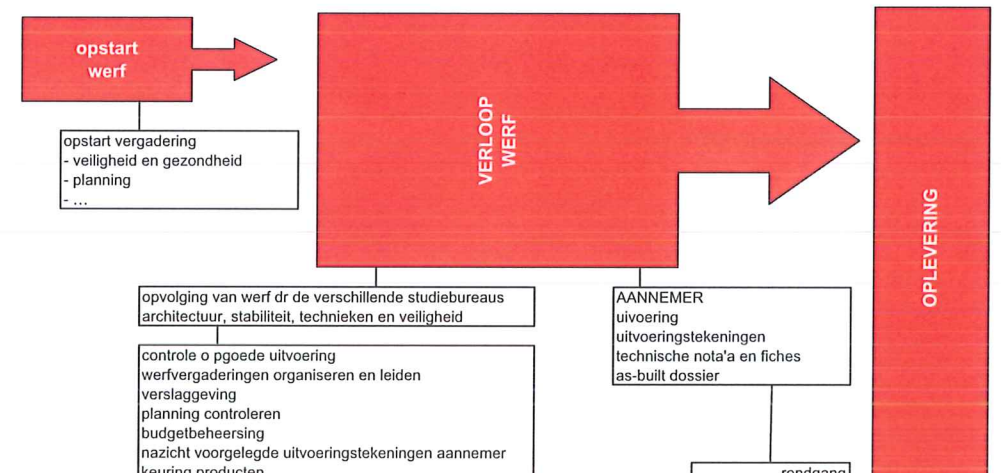 opstart
werf
opstart vergadering
- veiligheid en gezondheid
- planning
- ...
VERLOOP
WERF
OPLEVERING
opvolging van werf dr de verschillende studiebureaus
architectuur, stabiliteit, technieken en veiligheid
controle o pgoede uitvoering
werfvergaderingen organiseren en leiden
verslaggeving
planning controleren
budgetbeheersing
nazicht voorgelegde uitvoeringstekeningen aannemer
keuring producten
AANNEMER
uivoering
uitvoeringstekeningen
technische nota'a en fiches
as-built dossier
rondgang